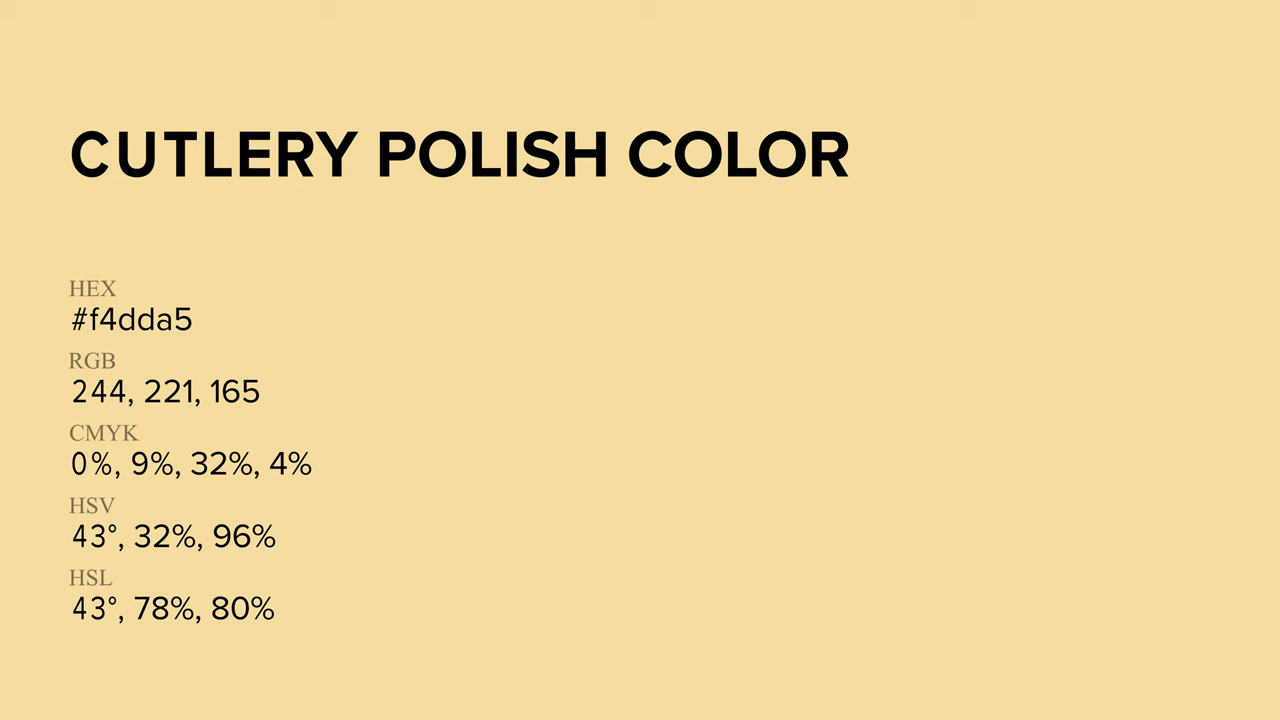 CUTLERY POLISH COLOR
HEX
#f4dda5
RGB
244, 221, 165
CMYK
0%, 9%, 32%, 4%
HSV
43°, 32%, 96%
HSL
43°, 78%, 80%